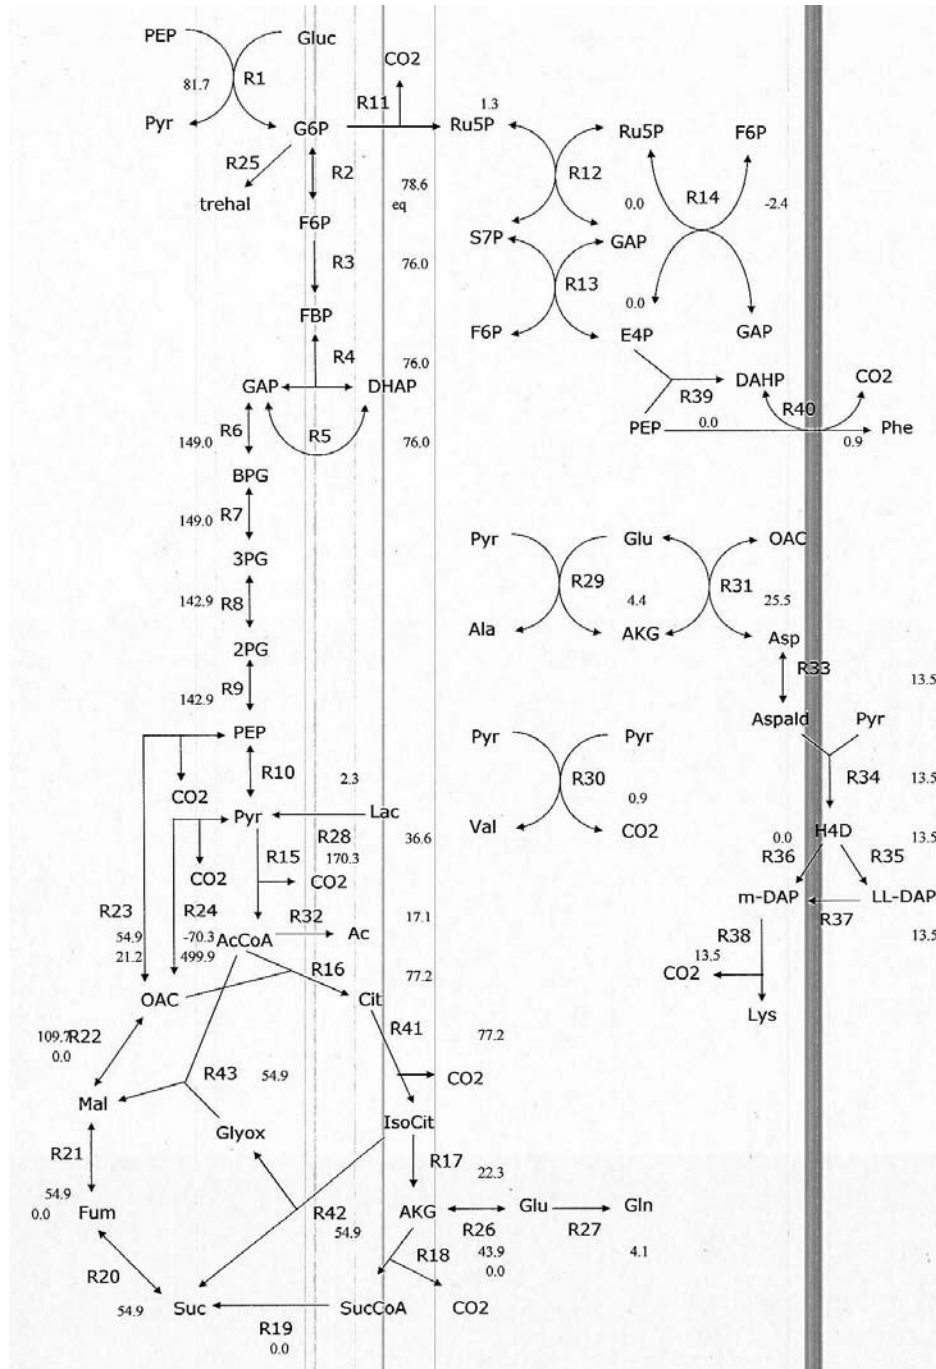 PEP
Gluc
CO2
81.7
R1
R11
1.3
Pyr
G6P
Ru5P
Ru5P
F6P
R25
R2
R12
R14
trehal
78.6
0.0
-2.4
eq
F6P
S7P
GAP
R3
76.0
R13
FBP
0.0
F6P
E4P
GAP
R4
76.0
GAP
DHAP
DAHP
CO2
R39
R40
R6
R5
PEP
0.0
Phe
149.0
76.0
0.9
BPG
R7
149.0
Pyr
Glu
OAC
3PG
R29
R31
R8
4.4
25.5
142.9
Ala
AKG
Asp
2PG
R33
R9
13.5
142.9
Aspald
Pyr
PEP
Pyr
Pyr
R10
R30
R34
2.3
13.5
CO2
0.9
Pyr
Lac
Val
CO2
0.0
H4D
R28
36.6
13.5
R15
170.3
R36
R35
CO2
CO2
m-DAP
LL-DAP
R23
R24
R32
17.1
R37
54.9
-70.3
AcCoA
Ac
R38
13.5
21.2
499.9
R16
13.5
77.2
CO2
OAC
Cit
Lys
109.7
R22
R41
77.2
0.0
R43
54.9
CO2
Mal
Glyox
IsoCit
R21
R17
22.3
54.9
0.0
Fum
R42
AKG
Glu
Gln
54.9
R26
R27
R18
43.9
4.1
0.0
R20
54.9
Suc
SucCoA
CO2
R19
0.0